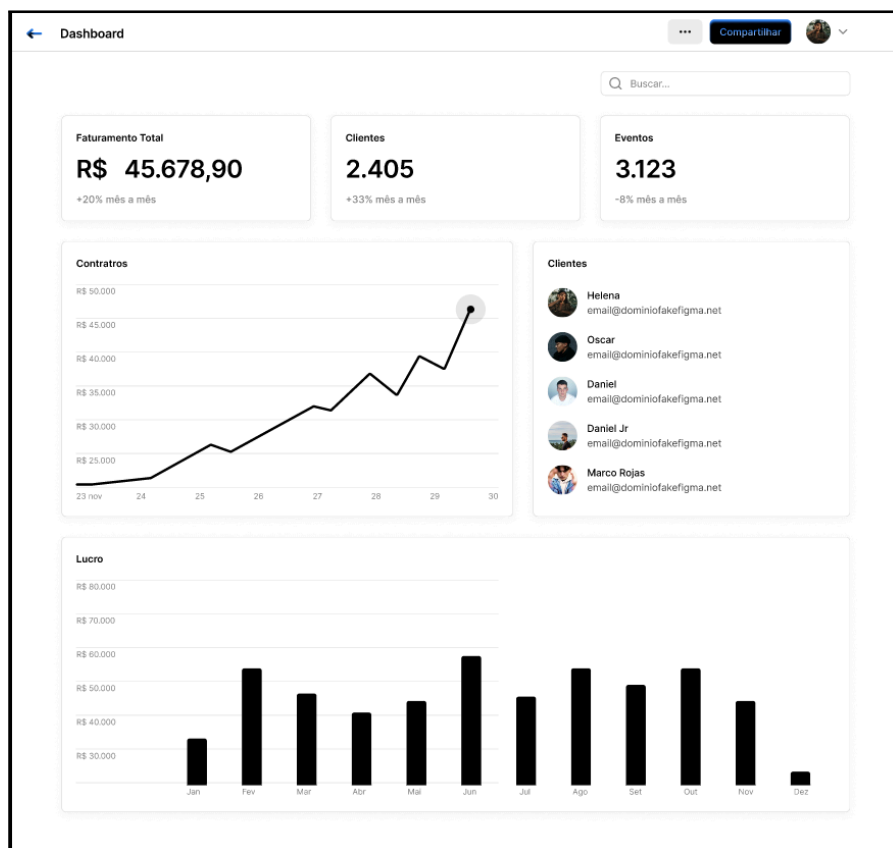 Dashboard
Compartilhar
Buscar...
Faturamento Total
R$ 45.678,90
+20% mês a mês
Clientes
2.405
+33% mês a mês
Eventos
3.123
-8% mês a mês
Contratros
R$ 50.000
R$ 45.000
R$ 40.000
R$ 35.000
R$ 30.000
R$ 25.000
23 nov 24 25 26 27 28 29 30
Clientes
Helena
email@dominiofakefigma.net
Oscar
email@dominiofakefigma.net
Daniel
email@dominiofakefigma.net
Daniel Jr
email@dominiofakefigma.net
Marco Rojas
email@dominiofakefigma.net
Lucro
R$ 80.000
R$ 70.000
R$ 60.000
R$ 50.000
R$ 40.000
R$ 30.000
Jan Fev Mar Abr Mai Jun Jul Ago Set Out Nov Dez